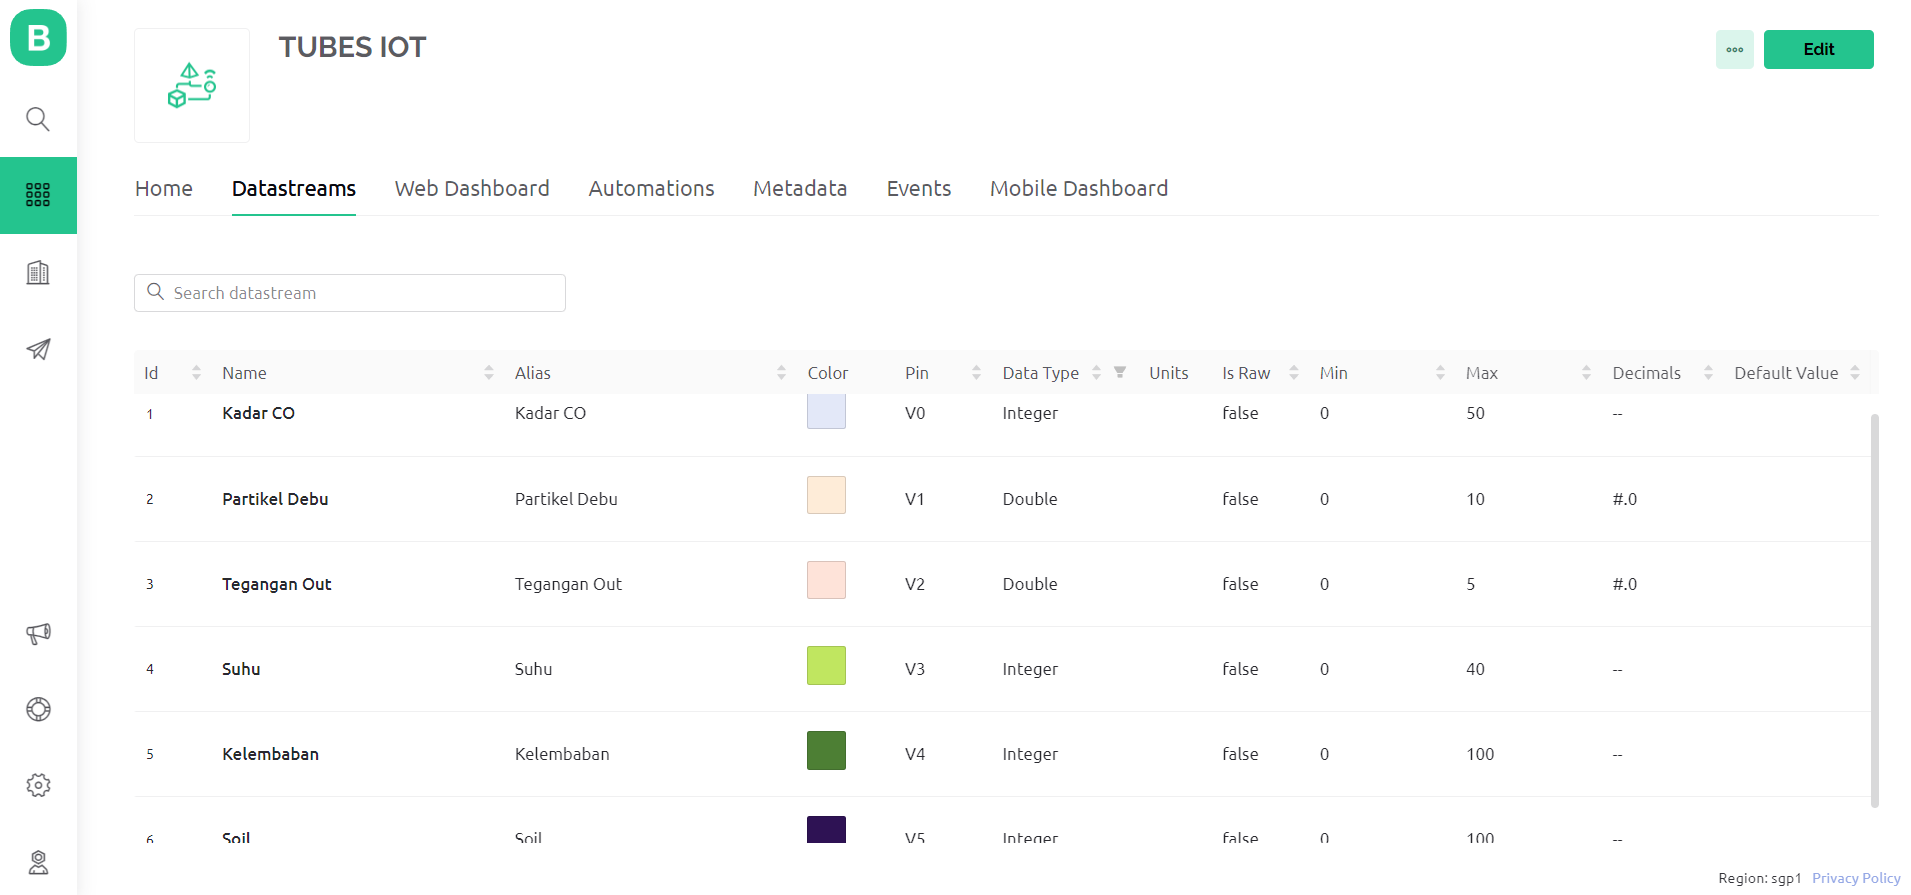 B
TUBES IOT
Edit
Home Datastreams Web Dashboard Automations Metadata Events Mobile Dashboard
Search datastream
Id Name Alias Color Pin Data Type Units Is Raw Min Max Decimals Default Value
1 Kadar CO Kadar CO V0 Integer false 0 50 --
2 Partikel Debu Partikel Debu V1 Double false 0 10 #.0
3 Tegangan Out Tegangan Out V2 Double false 0 5 #.0
4 Suhu Suhu V3 Integer false 0 40 --
5 Kelembaban Kelembaban V4 Integer false 0 100 --
6 Soil Soil V5 Integer false 0 100 --
Region: sgp1 Privacy Policy